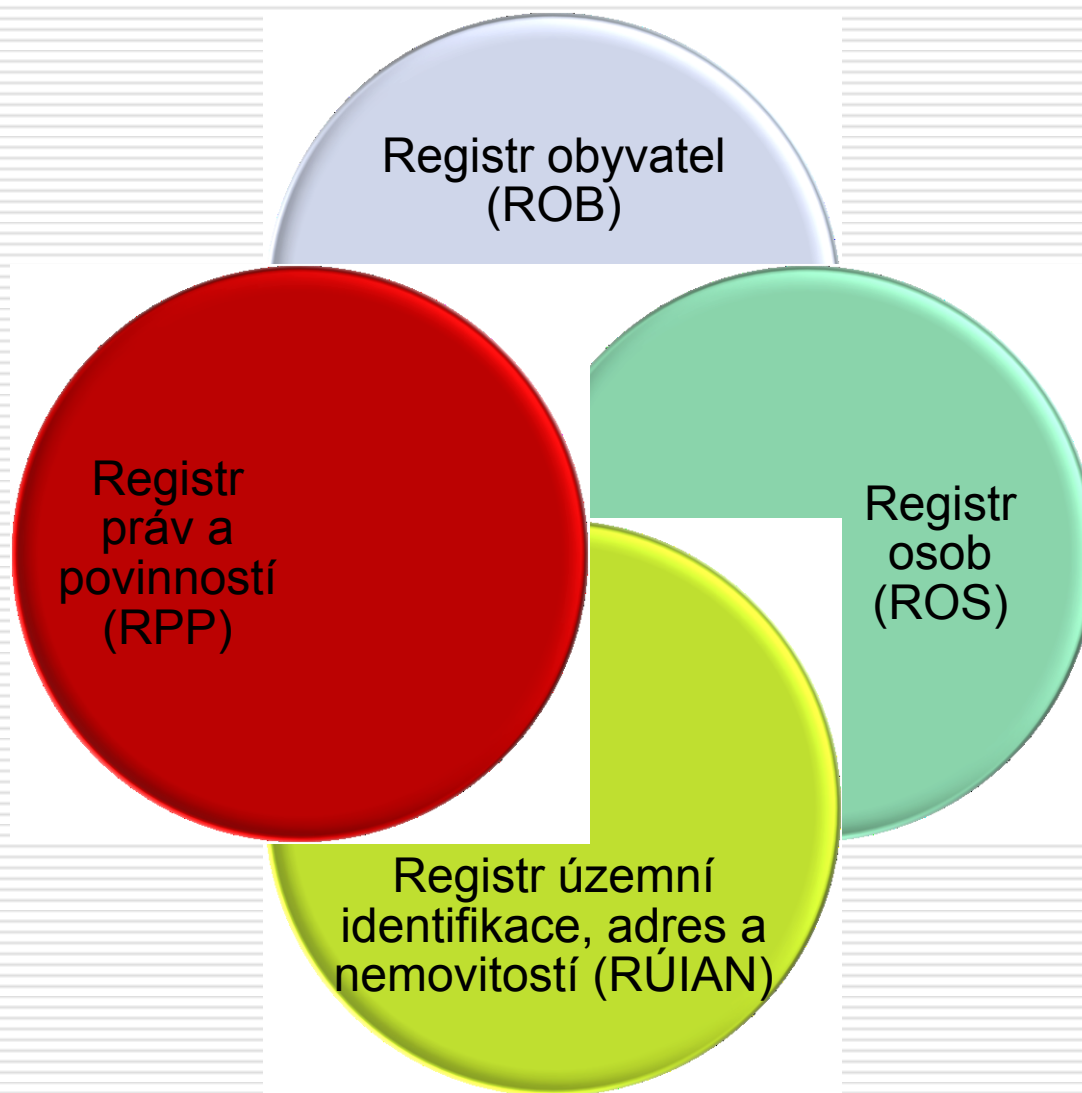 Registr obyvatel
(ROB)
Registr
práv a
povinností
(RPP)
Registr
osob
(ROS)
Registr územní
identifikace, adres a
nemovitostí (RÚIAN)